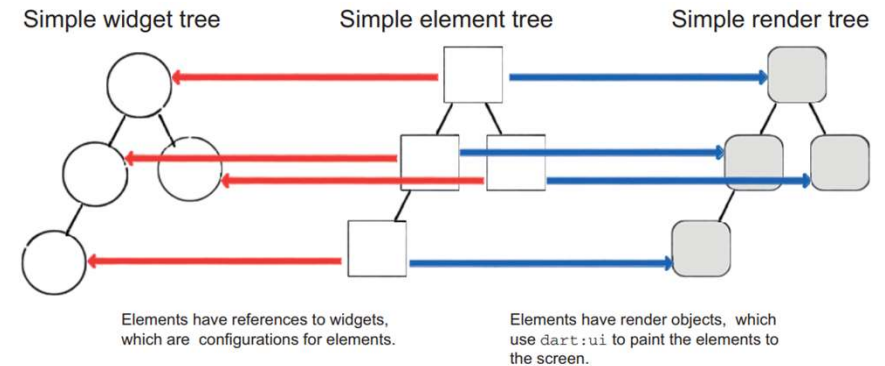 Simple widget tree
Simple element tree
Simple render tree
Elements have references to widgets,
which are configurations for elements.
Elements have render objects, which
use dart:ui to paint the elements to
the screen.